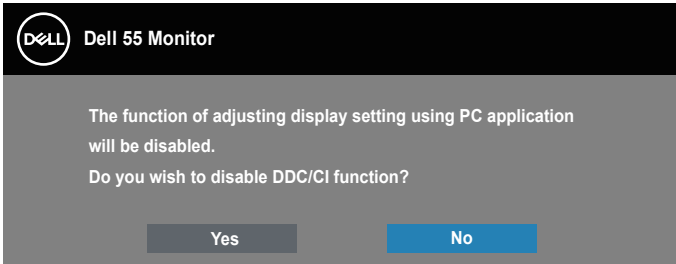 DELL Dell 55 Monitor
The function of adjusting display setting using PC application
will be disabled.
Do you wish to disable DDC/CI function?
Yes No